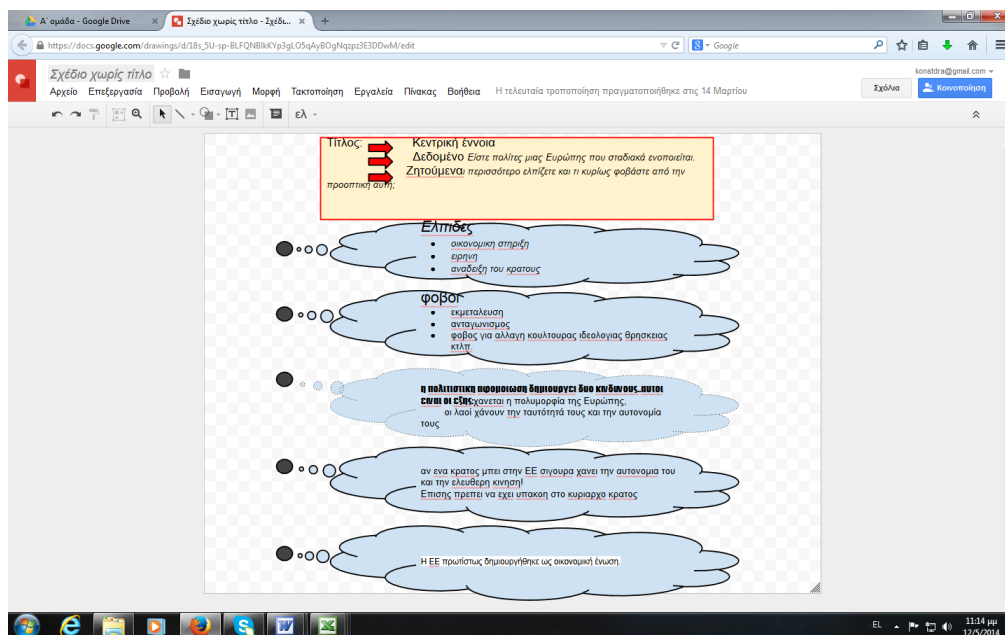 Α' ομάδα - Google Drive
Σχέδιο χωρίς τίτλο - Σχέδι...
https://docs.google.com/drawings/d/18s_5U-sp-BLFQNBIkKYp3gLO5qAyBOgNqzpz3E3DDwM/edit
Google
Σχέδιο χωρίς τίτλο
konstdra@gmail.com
Αρχείο Επεξεργασία Προβολή Εισαγωγή Μορφή Τακτοποίηση Εργαλεία Πίνακας Βοήθεια Η τελευταία τροποποίηση πραγματοποιήθηκε στις 14 Μαρτίου
Σχόλια
Κοινοποίηση
ελ
Τίτλος: Κεντρική έννοια
Δεδομένο Είστε πολίτες μιας Ευρώπης που σταδιακά ενοποιείται.
Ζητούμενα: περισσότερο ελπίζετε και τι κυρίως φοβάστε από την
προοπτική αυτή;
Ελπιδες
• οικονομικη στηριξη
• ειρηνη
• αναδειξη του κρατους
φοβοι
• εκμεταλευση
• ανταγωνισμος
• φοβος για αλλαγη κουλτουρας ιδεολογιας θρησκειας
κτλπ.
η πολιτιστικη αφομοιωση δημιουργει δυο κινδυνους..αυτοι
ειναι οι εξης: χανεται η πολυμορφία της Ευρώπης,
οι λαοί χάνουν την ταυτότητά τους και την αυτονομία
τους
αν ενα κρατος μπει στην ΕΕ σιγουρα χανει την αυτονομια του
και την ελευθερη κινηση!
Επισης πρεπει να εχει υπακοη στο κυριαρχο κρατος
Η ΕΕ πρωτίστως δημιουργήθηκε ως οικονομική ένωση.
EL
11:14 μμ
12/5/2014